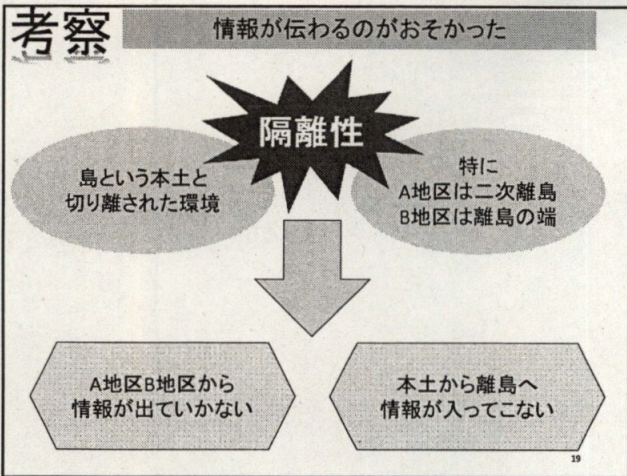 考察
情報が伝わるのがおそかった
隔離性
島という本土と
切り離された環境
特に
A地区は二次離島
B地区は離島の端
A地区B地区から
情報が出ていかない
本土から離島へ
情報が入ってこない
19